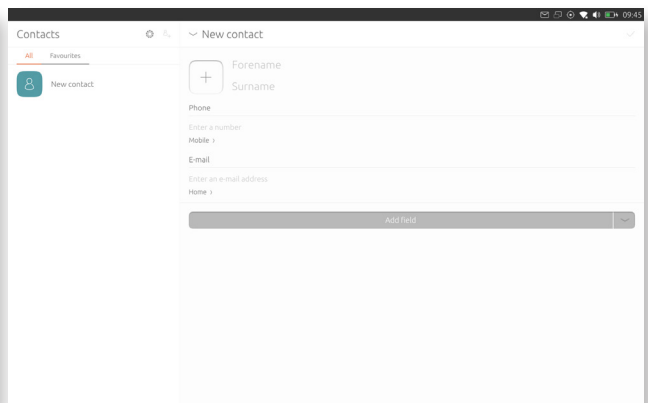 09:45
Contacts
New contact
All Favourites
New contact
Forename
Surname
Phone
Enter a number
Mobile
E-mail
Enter an e-mail address
Home
Add field